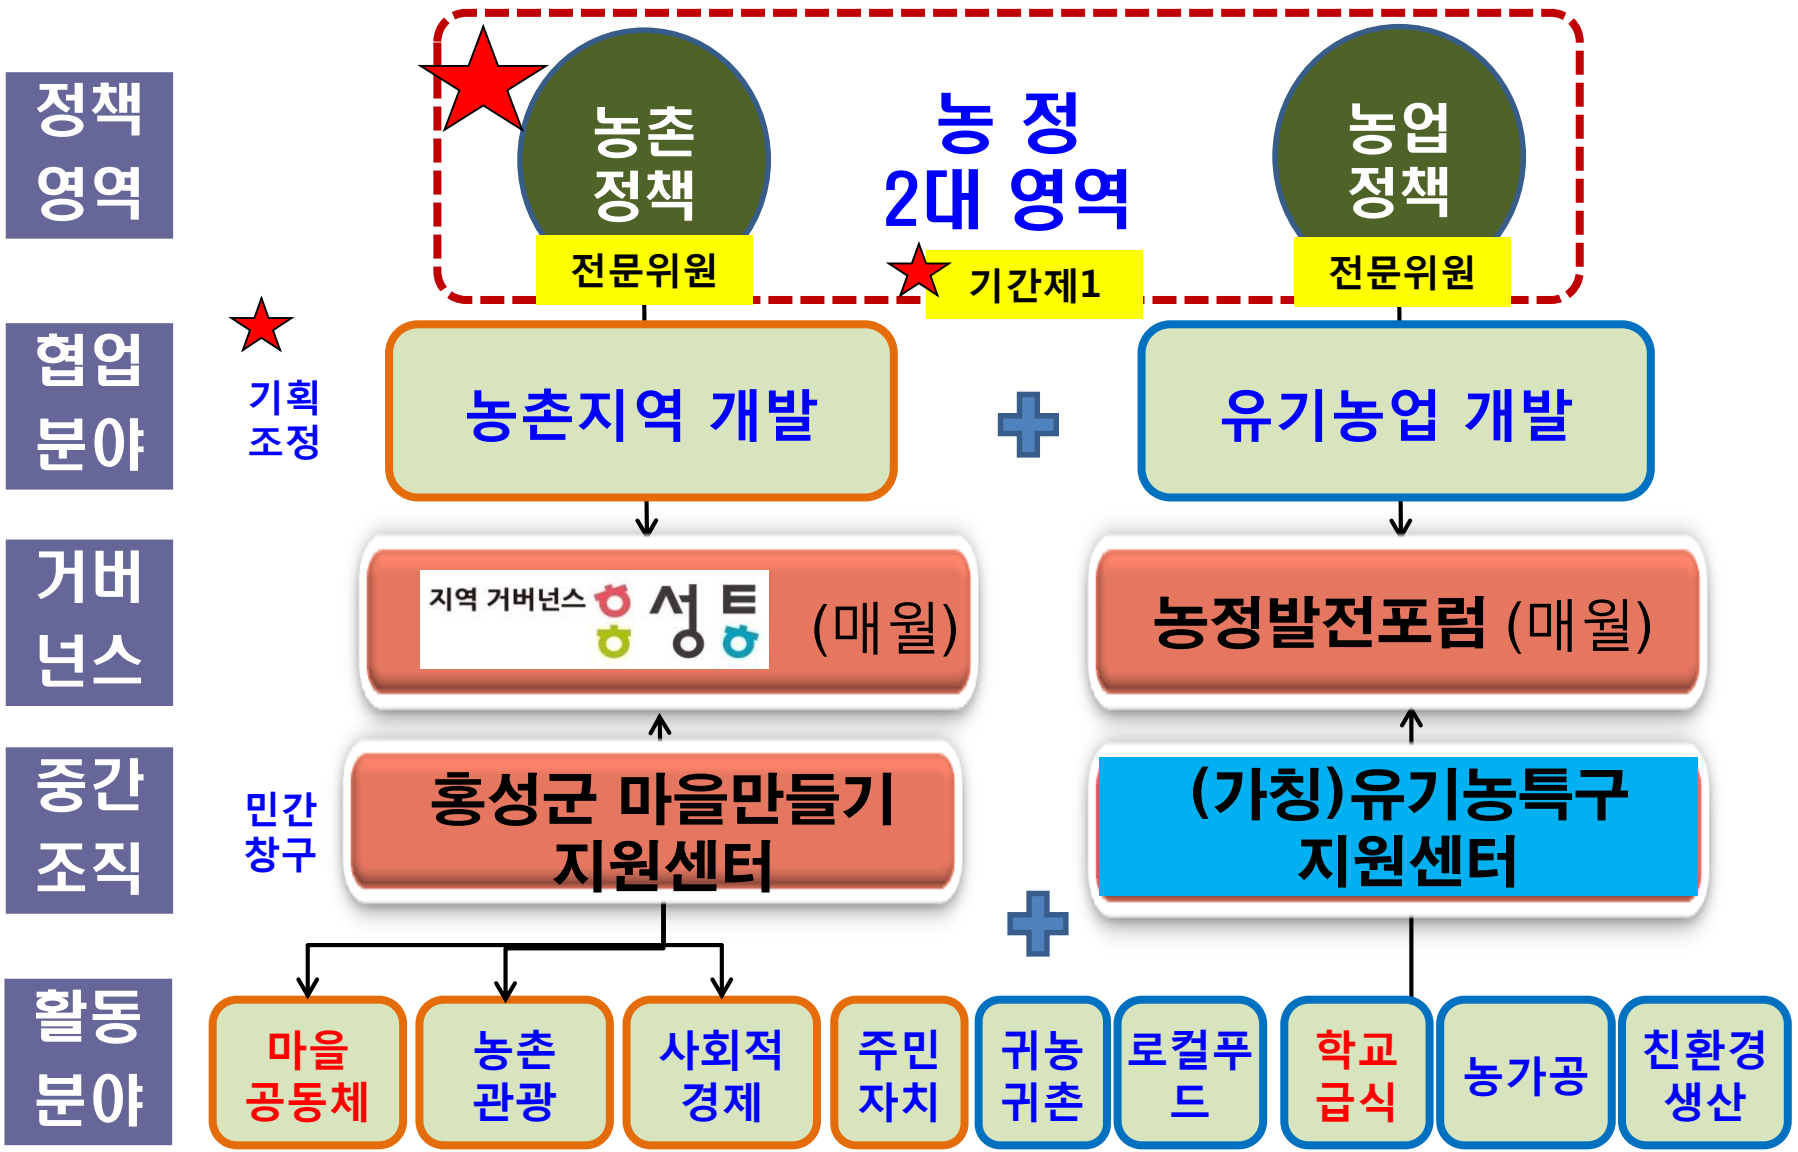 정책
영역
농촌
정책
농 정
2대 영역
농업
정책
전문위원
기간제1
전문위원
협업
분야
기획
조정
농촌지역 개발
유기농업 개발
거버
넌스
지역 거버넌스 홍성통
(매월)
농정발전포럼 (매월)
중간
조직
민간
창구
홍성군 마을만들기
지원센터
(가칭)유기농특구
지원센터
활동
분야
마을
공동체
농촌
관광
사회적
경제
주민
자치
귀농
귀촌
로컬푸
드
학교
급식
농가공
친환경
생산